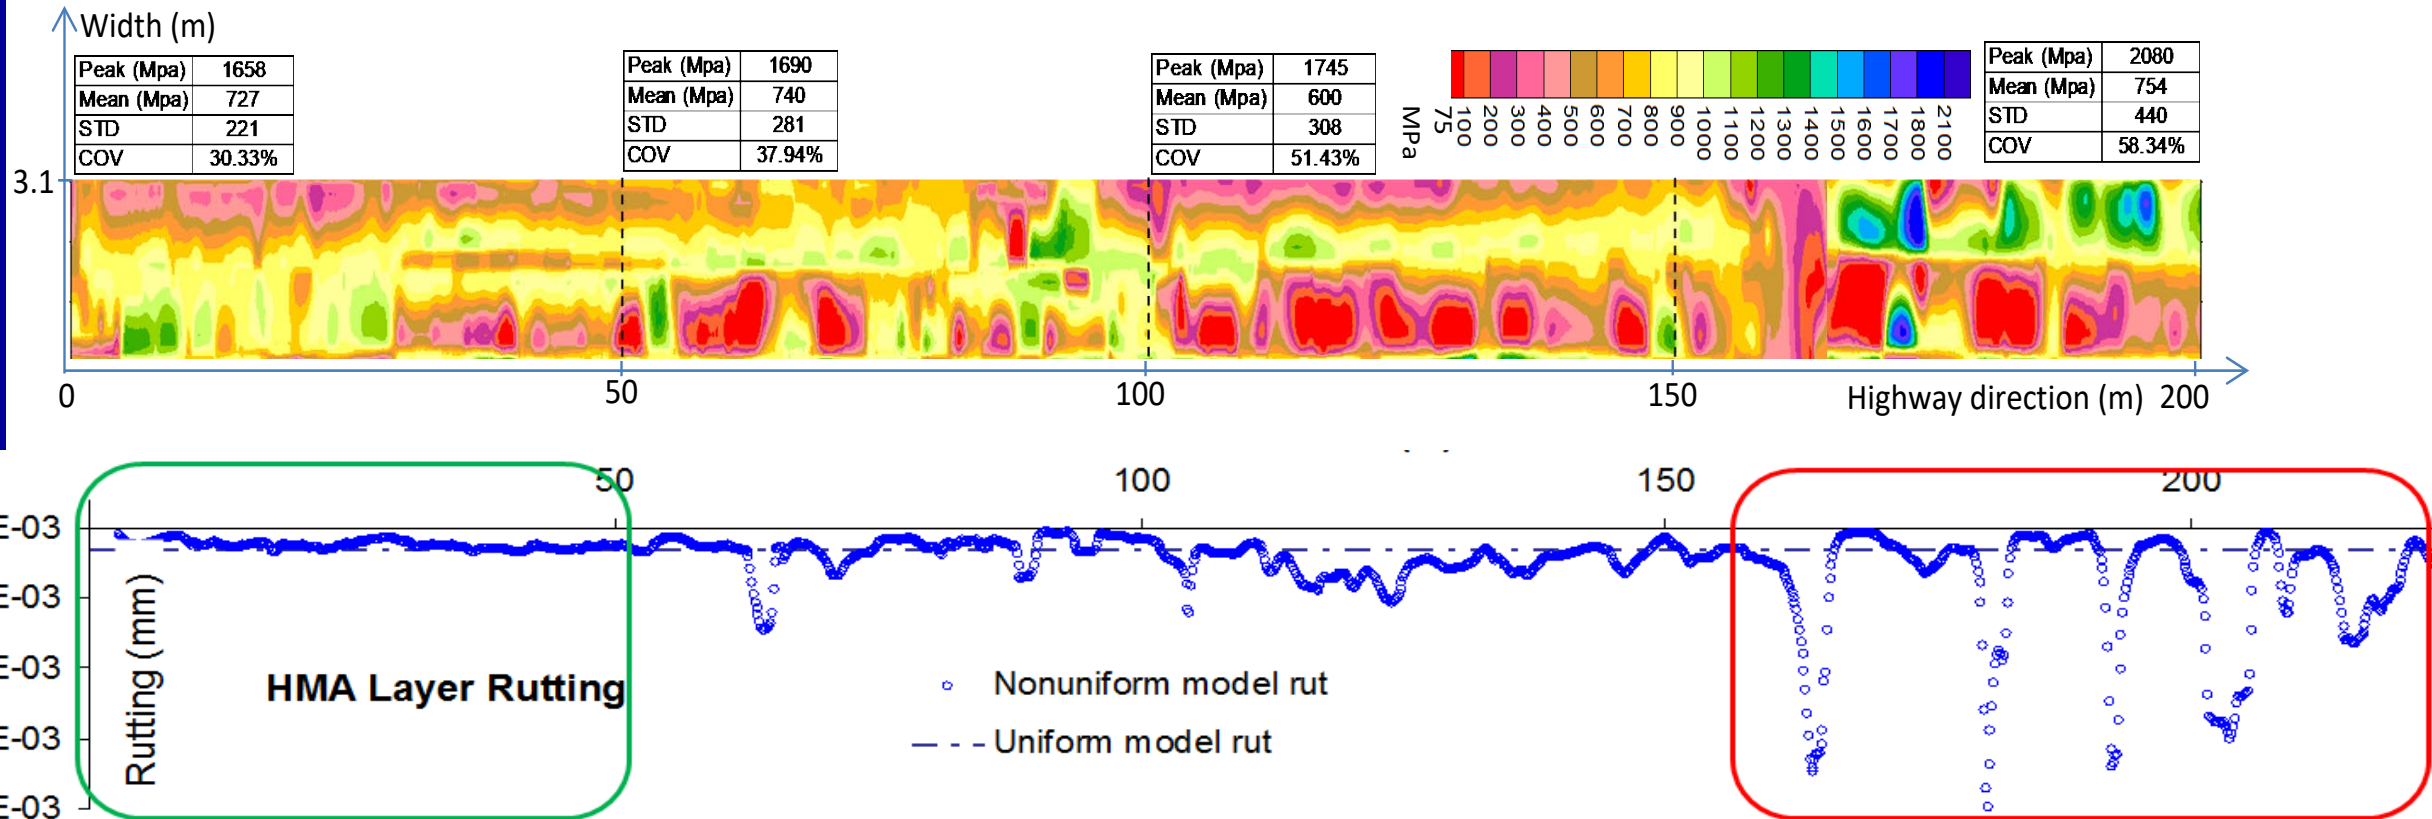 Width (m)
Peak (Mpa) 1658
Mean (Mpa) 727
STD 221
COV 30.33%
Peak (Mpa) 1690
Mean (Mpa) 740
STD 281
COV 37.94%
Peak (Mpa) 1745
Mean (Mpa) 600
STD 308
COV 51.43%
MPa
75 100 200 300 400 500 600 700 800 900 1000 1100 1200 1300 1400 1500 1600 1700 1800 2100
Peak (Mpa) 2080
Mean (Mpa) 754
STD 440
COV 58.34%
3.1
0 50 100 150 Highway direction (m) 200
50 100 150 200
E-03
E-03
E-03
E-03
E-03
Rutting (mm)
HMA Layer Rutting
Nonuniform model rut
Uniform model rut